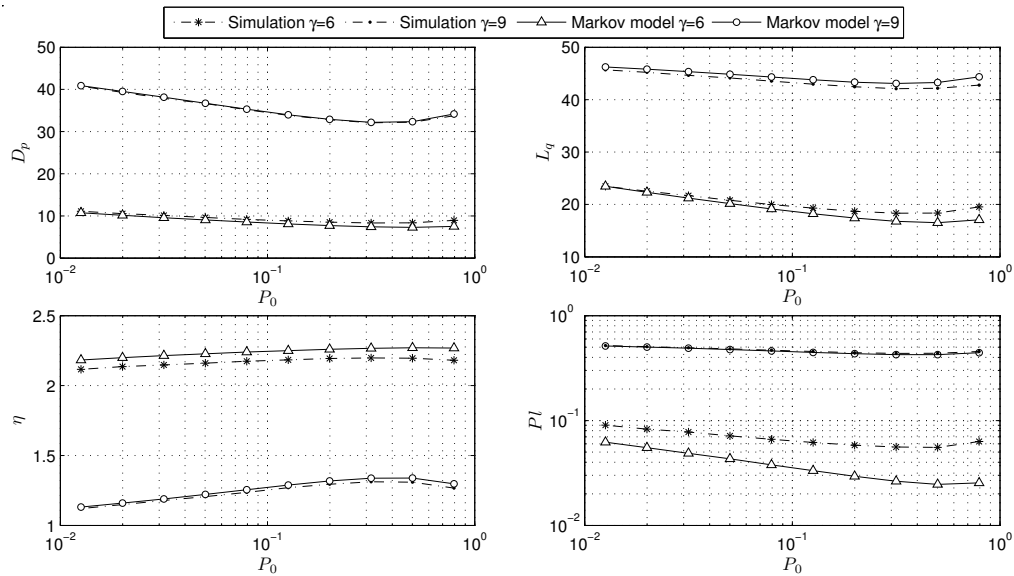 Simulation γ=6 Simulation γ=9 Markov model γ=6 Markov model γ=9
50
40
30
20
10
0
D_p
10^-2 10^-1 10^0
P_0
50
40
30
20
10
L_q
10^-2 10^-1 10^0
P_0
2.5
2
1.5
1
η
10^-2 10^-1 10^0
P_0
10^0
10^-1
10^-2
Pl
10^-2 10^-1 10^0
P_0